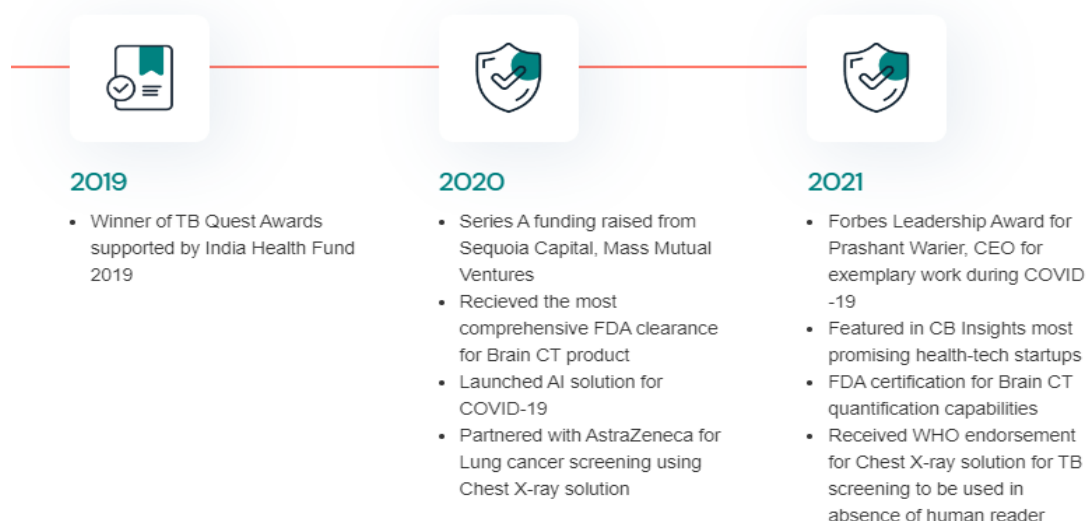 2019
• Winner of TB Quest Awards
supported by India Health Fund
2019
2020
• Series A funding raised from
Sequoia Capital, Mass Mutual
Ventures
• Recieved the most
comprehensive FDA clearance
for Brain CT product
• Launched AI solution for
COVID-19
• Partnered with AstraZeneca for
Lung cancer screening using
Chest X-ray solution
2021
• Forbes Leadership Award for
Prashant Warier, CEO for
exemplary work during COVID
-19
• Featured in CB Insights most
promising health-tech startups
• FDA certification for Brain CT
quantification capabilities
• Received WHO endorsement
for Chest X-ray solution for TB
screening to be used in
absence of human reader